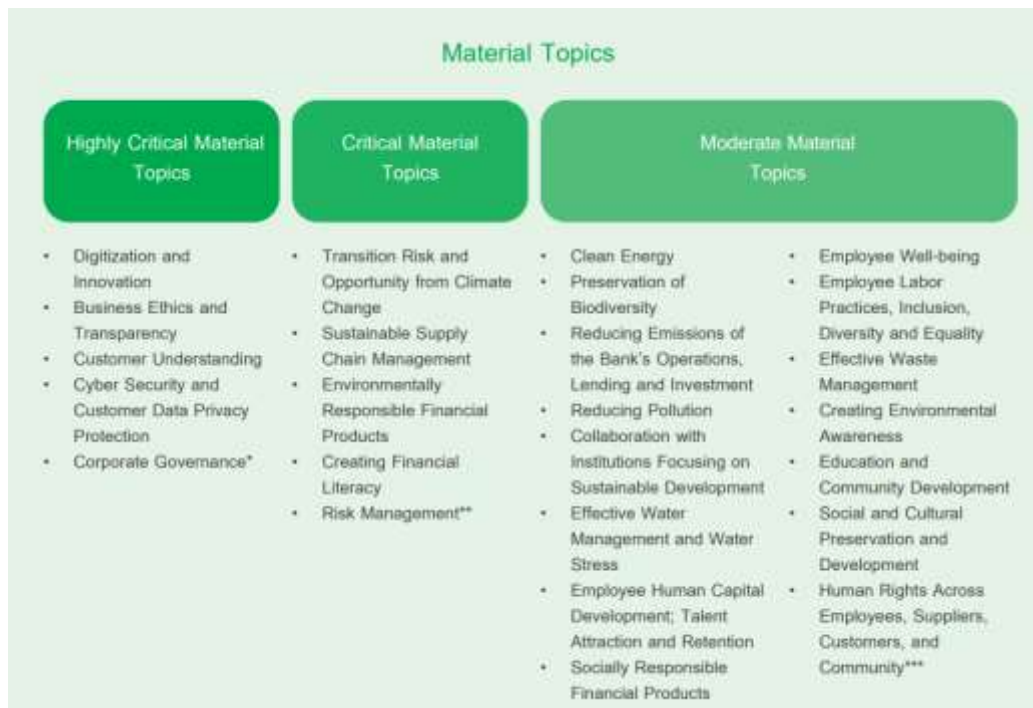 Material Topics
Highly Critical Material
Topics
• Digitization and
Innovation
• Business Ethics and
Transparency
• Customer Understanding
• Cyber Security and
Customer Data Privacy
Protection
• Corporate Governance*
Critical Material
Topics
• Transition Risk and
Opportunity from Climate
Change
• Sustainable Supply
Chain Management
• Environmentally
Responsible Financial
Products
• Creating Financial
Literacy
• Risk Management**
Moderate Material
Topics
• Clean Energy
• Preservation of
Biodiversity
• Reducing Emissions of
the Bank's Operations,
Lending and Investment
• Reducing Pollution
• Collaboration with
Institutions Focusing on
Sustainable Development
• Effective Water
Management and Water
Stress
• Employee Human Capital
Development; Talent
Attraction and Retention
• Socially Responsible
Financial Products
• Employee Well-being
• Employee Labor
Practices, Inclusion,
Diversity and Equality
• Effective Waste
Management
• Creating Environmental
Awareness
• Education and
Community Development
• Social and Cultural
Preservation and
Development
• Human Rights Across
Employees, Suppliers,
Customers, and
Community***